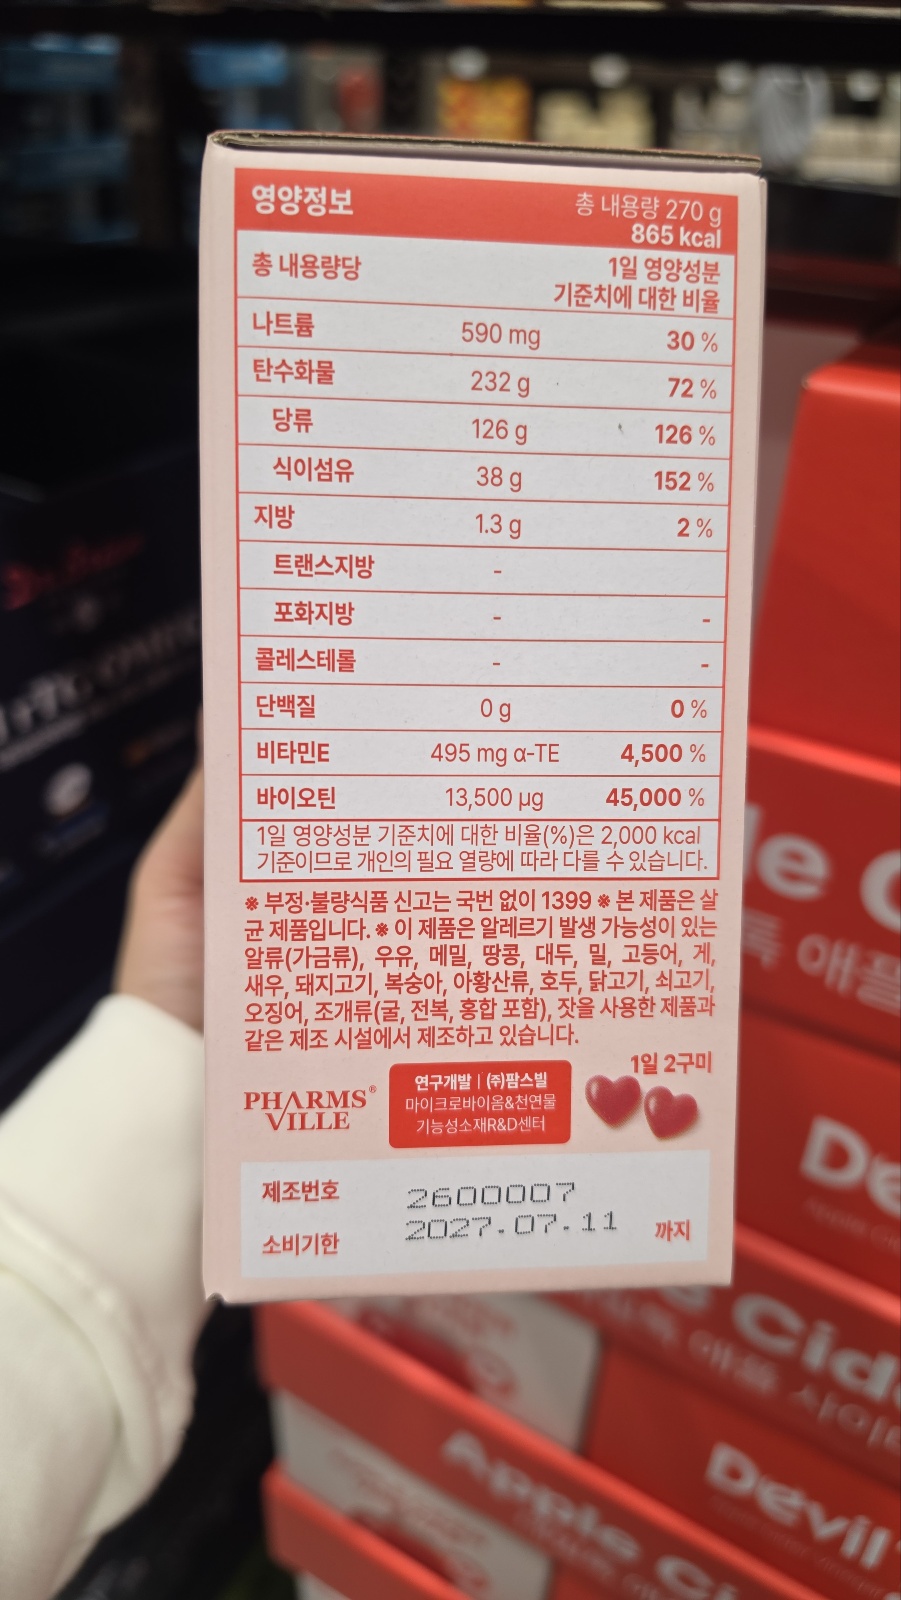 영양정보
총 내용량 270 g
865 kcal
총 내용량당
1일 영양성분
기준치에 대한 비율
나트륨 590 mg 30 %
탄수화물 232 g 72 %
당류 126 g 126 %
식이섬유 38 g 152 %
지방 1.3 g 2 %
트랜스지방 -
포화지방 - -
콜레스테롤 - -
단백질 0 g 0 %
비타민E 495 mg α-TE 4,500 %
바이오틴 13,500 µg 45,000 %
1일 영양성분 기준치에 대한 비율(%)은 2,000 kcal
기준이므로 개인의 필요 열량에 따라 다를 수 있습니다.
※ 부정·불량식품 신고는 국번 없이 1399 ※ 본 제품은 살
균 제품입니다. ※ 이 제품은 알레르기 발생 가능성이 있는
알류(가금류), 우유, 메밀, 땅콩, 대두, 밀, 고등어, 게,
새우, 돼지고기, 복숭아, 아황산류, 호두, 닭고기, 쇠고기,
오징어, 조개류(굴, 전복, 홍합 포함), 잣을 사용한 제품과
같은 제조 시설에서 제조하고 있습니다.
1일 2구미
PHARMS®
VILLE
연구개발 | (주)팜스빌
마이크로바이옴&천연물
기능성소재R&D센터
제조번호 2600007
소비기한 2027.07.11 까지
le C
애플
De
Cid
Devil
Apple Ci